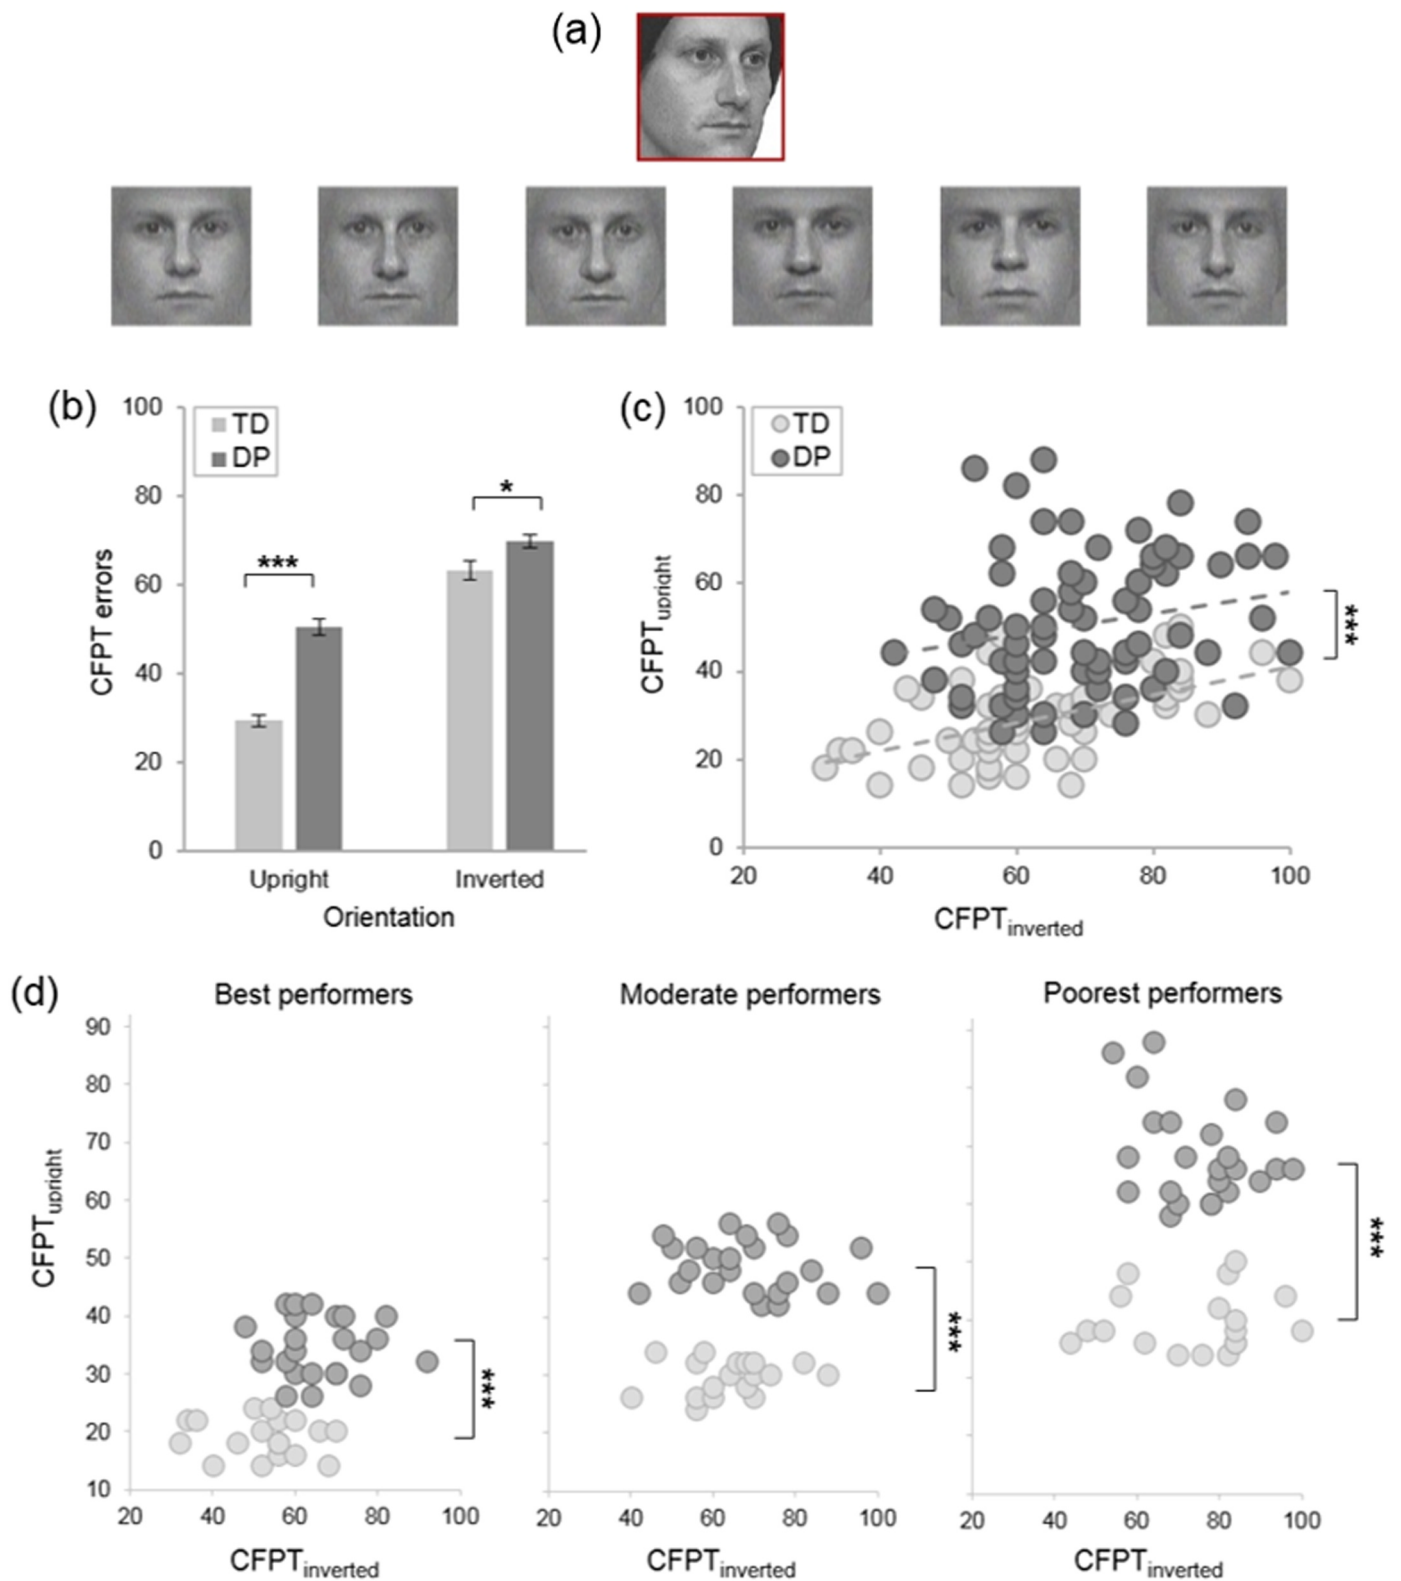 (a)
(b)
100
80
60
40
20
0
CFPT errors
TD
DP
***
*
Upright
Inverted
Orientation
(c)
100
80
60
40
20
0
CFPTupright
TD
DP
***
20 40 60 80 100
CFPTinverted
(d)
Best performers
Moderate performers
Poorest performers
90
80
70
60
50
40
30
20
10
CFPTupright
***
***
***
20 40 60 80 100
20 40 60 80 100
20 40 60 80 100
CFPTinverted
CFPTinverted
CFPTinverted